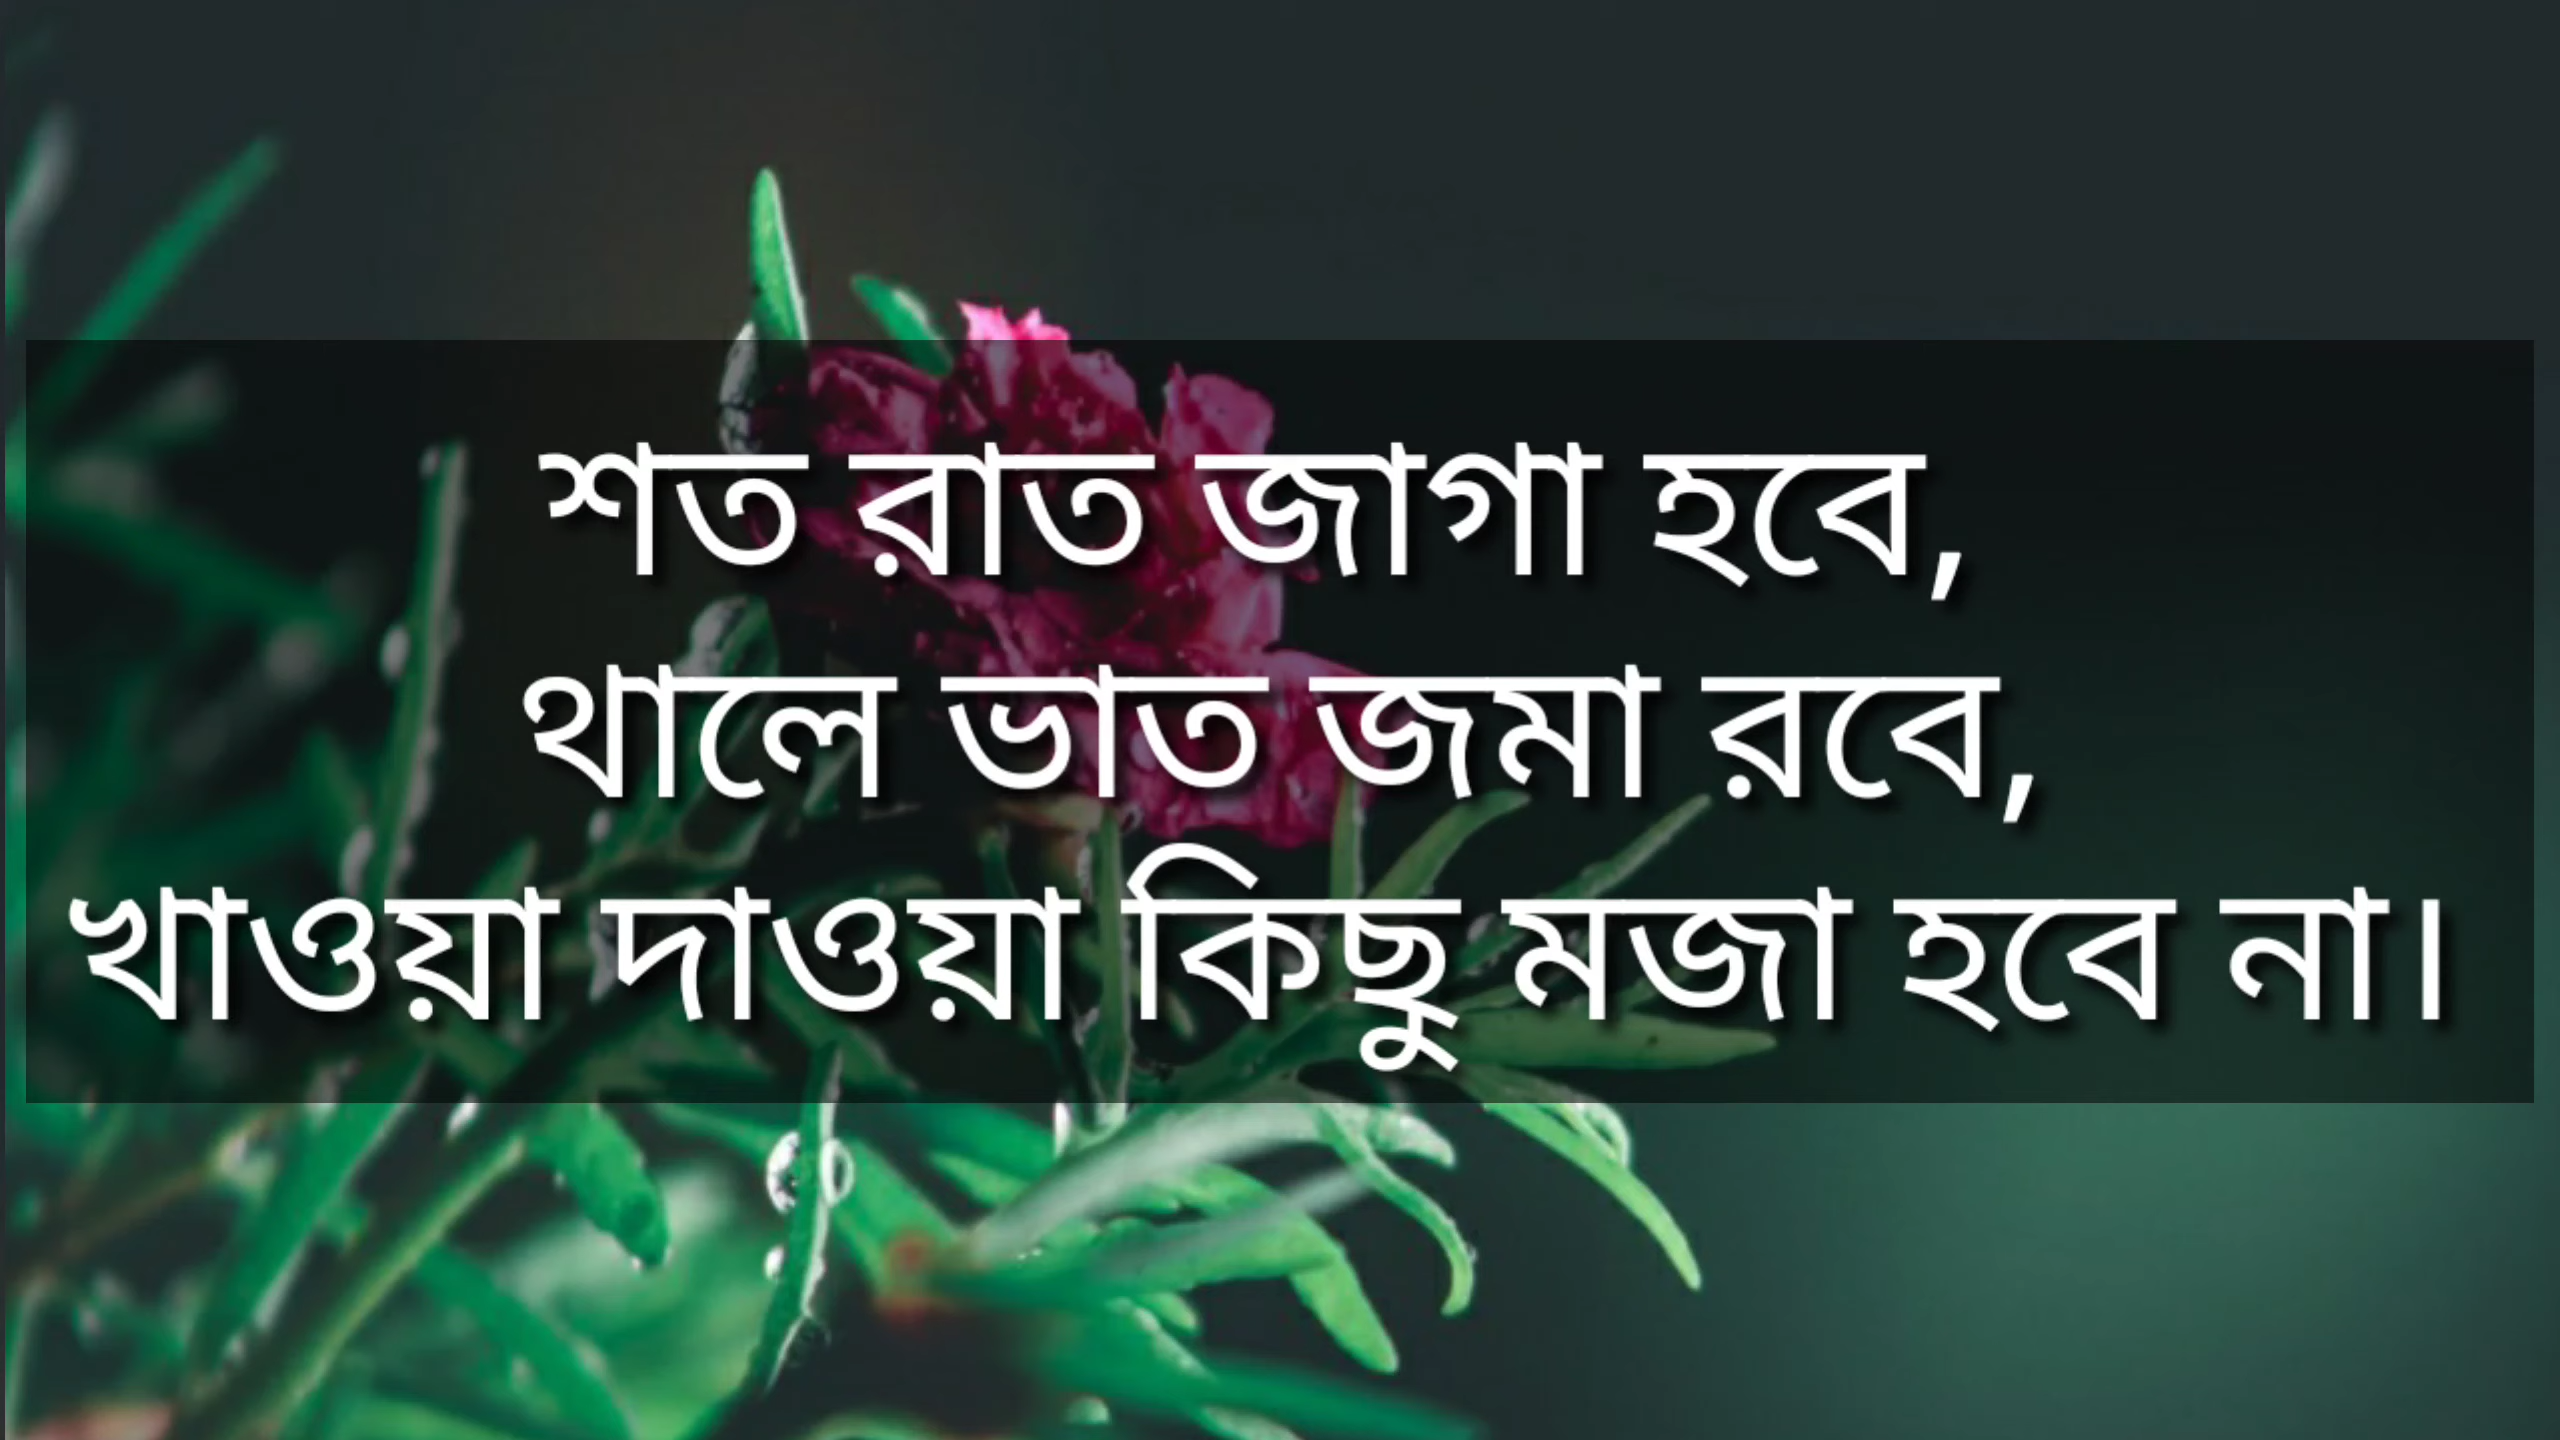 শত রাত জাগা হবে,
থালে ভাত জমা রবে,
খাওয়া দাওয়া কিছু মজা হবে না।